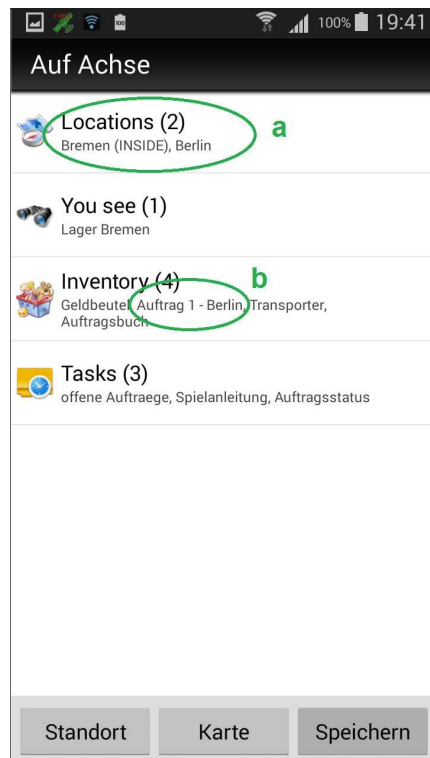 100% 19:41
Auf Achse
Locations (2)
a
Bremen (INSIDE), Berlin
You see (1)
Lager Bremen
Inventory (4)
b
Geldbeutel, Auftrag 1 - Berlin, Transporter,
Auftragsbuch
Tasks (3)
offene Auftraege, Spielanleitung, Auftragsstatus
Standort Karte Speichern